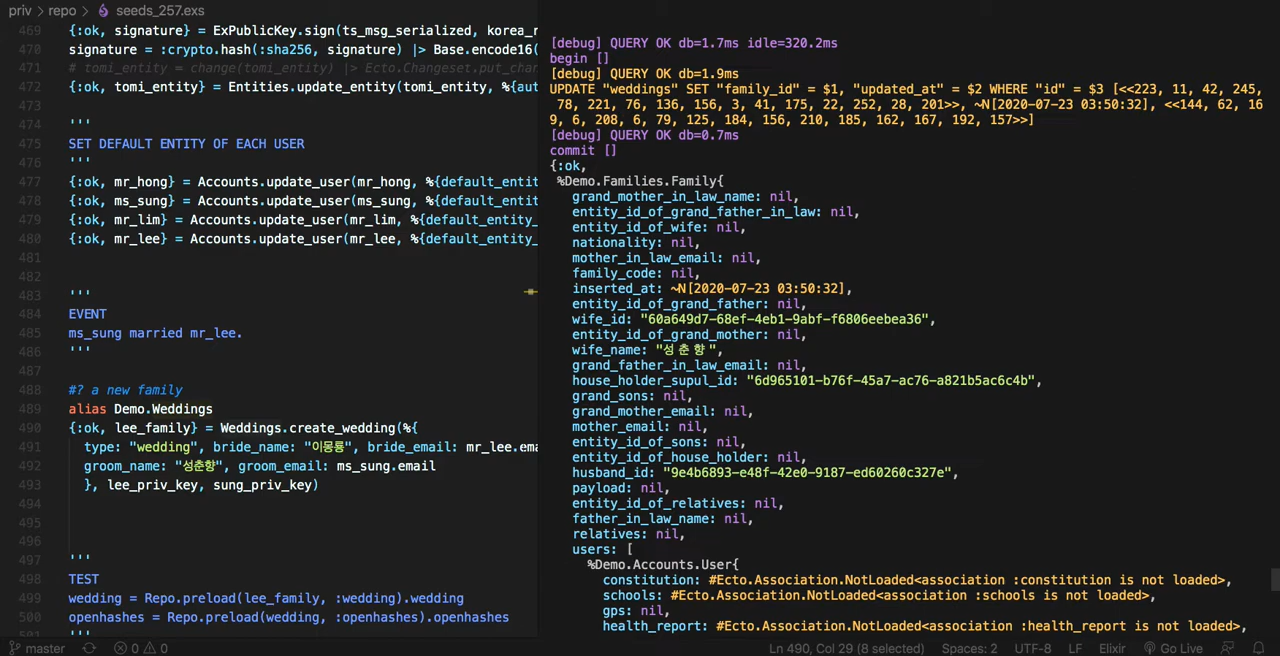 priv > repo > seeds_257.exs
469 {:ok, signature} = ExPublicKey.sign(ts_msg_serialized, korea_r
470 signature = :crypto.hash(:sha256, signature) |> Base.encode16(
471 # tomi_entity = change(tomi_entity) |> Ecto.Changeset.put_chan
472 {:ok, tomi_entity} = Entities.update_entity(tomi_entity, %{aut
473
474 '''
475 SET DEFAULT ENTITY OF EACH USER
476 '''
477 {:ok, mr_hong} = Accounts.update_user(mr_hong, %{default_entit
478 {:ok, ms_sung} = Accounts.update_user(ms_sung, %{default_entit
479 {:ok, mr_lim} = Accounts.update_user(mr_lim, %{default_entity_
480 {:ok, mr_lee} = Accounts.update_user(mr_lee, %{default_entity_
481
482
483 '''
484 EVENT
485 ms_sung married mr_lee.
486 '''
487
488 #? a new family
489 alias Demo.Weddings
490 {:ok, lee_family} = Weddings.create_wedding(%{
491 type: "wedding", bride_name: "이몽룡", bride_email: mr_lee.ema
492 groom_name: "성춘향", groom_email: ms_sung.email
493 }, lee_priv_key, sung_priv_key)
494
495
496
497 '''
498 TEST
499 wedding = Repo.preload(lee_family, :wedding).wedding
500 openhashes = Repo.preload(wedding, :openhashes).openhashes
501 '''
[debug] QUERY OK db=1.7ms idle=320.2ms
begin []
[debug] QUERY OK db=1.9ms
UPDATE "weddings" SET "family_id" = $1, "updated_at" = $2 WHERE "id" = $3 [<<223, 11, 42, 245,
78, 221, 76, 136, 156, 3, 41, 175, 22, 252, 28, 201>>, ~N[2020-07-23 03:50:32], <<144, 62, 16
9, 6, 208, 6, 79, 125, 184, 156, 210, 185, 162, 167, 192, 157>>]
[debug] QUERY OK db=0.7ms
commit []
{:ok,
%Demo.Families.Family{
grand_mother_in_law_name: nil,
entity_id_of_grand_father_in_law: nil,
entity_id_of_wife: nil,
nationality: nil,
mother_in_law_email: nil,
family_code: nil,
inserted_at: ~N[2020-07-23 03:50:32],
entity_id_of_grand_father: nil,
wife_id: "60a649d7-68ef-4eb1-9abf-f6806eebea36",
entity_id_of_grand_mother: nil,
wife_name: "성춘향",
grand_father_in_law_email: nil,
house_holder_supul_id: "6d965101-b76f-45a7-ac76-a821b5ac6c4b",
grand_sons: nil,
grand_mother_email: nil,
mother_email: nil,
entity_id_of_sons: nil,
entity_id_of_house_holder: nil,
husband_id: "9e4b6893-e48f-42e0-9187-ed60260c327e",
payload: nil,
entity_id_of_relatives: nil,
father_in_law_name: nil,
relatives: nil,
users: [
%Demo.Accounts.User{
constitution: #Ecto.Association.NotLoaded<association :constitution is not loaded>,
schools: #Ecto.Association.NotLoaded<association :schools is not loaded>,
gps: nil,
health_report: #Ecto.Association.NotLoaded<association :health_report is not loaded>,
master 0 0 Ln 490, Col 29 (8 selected) Spaces: 2 UTF-8 LF Elixir Go Live